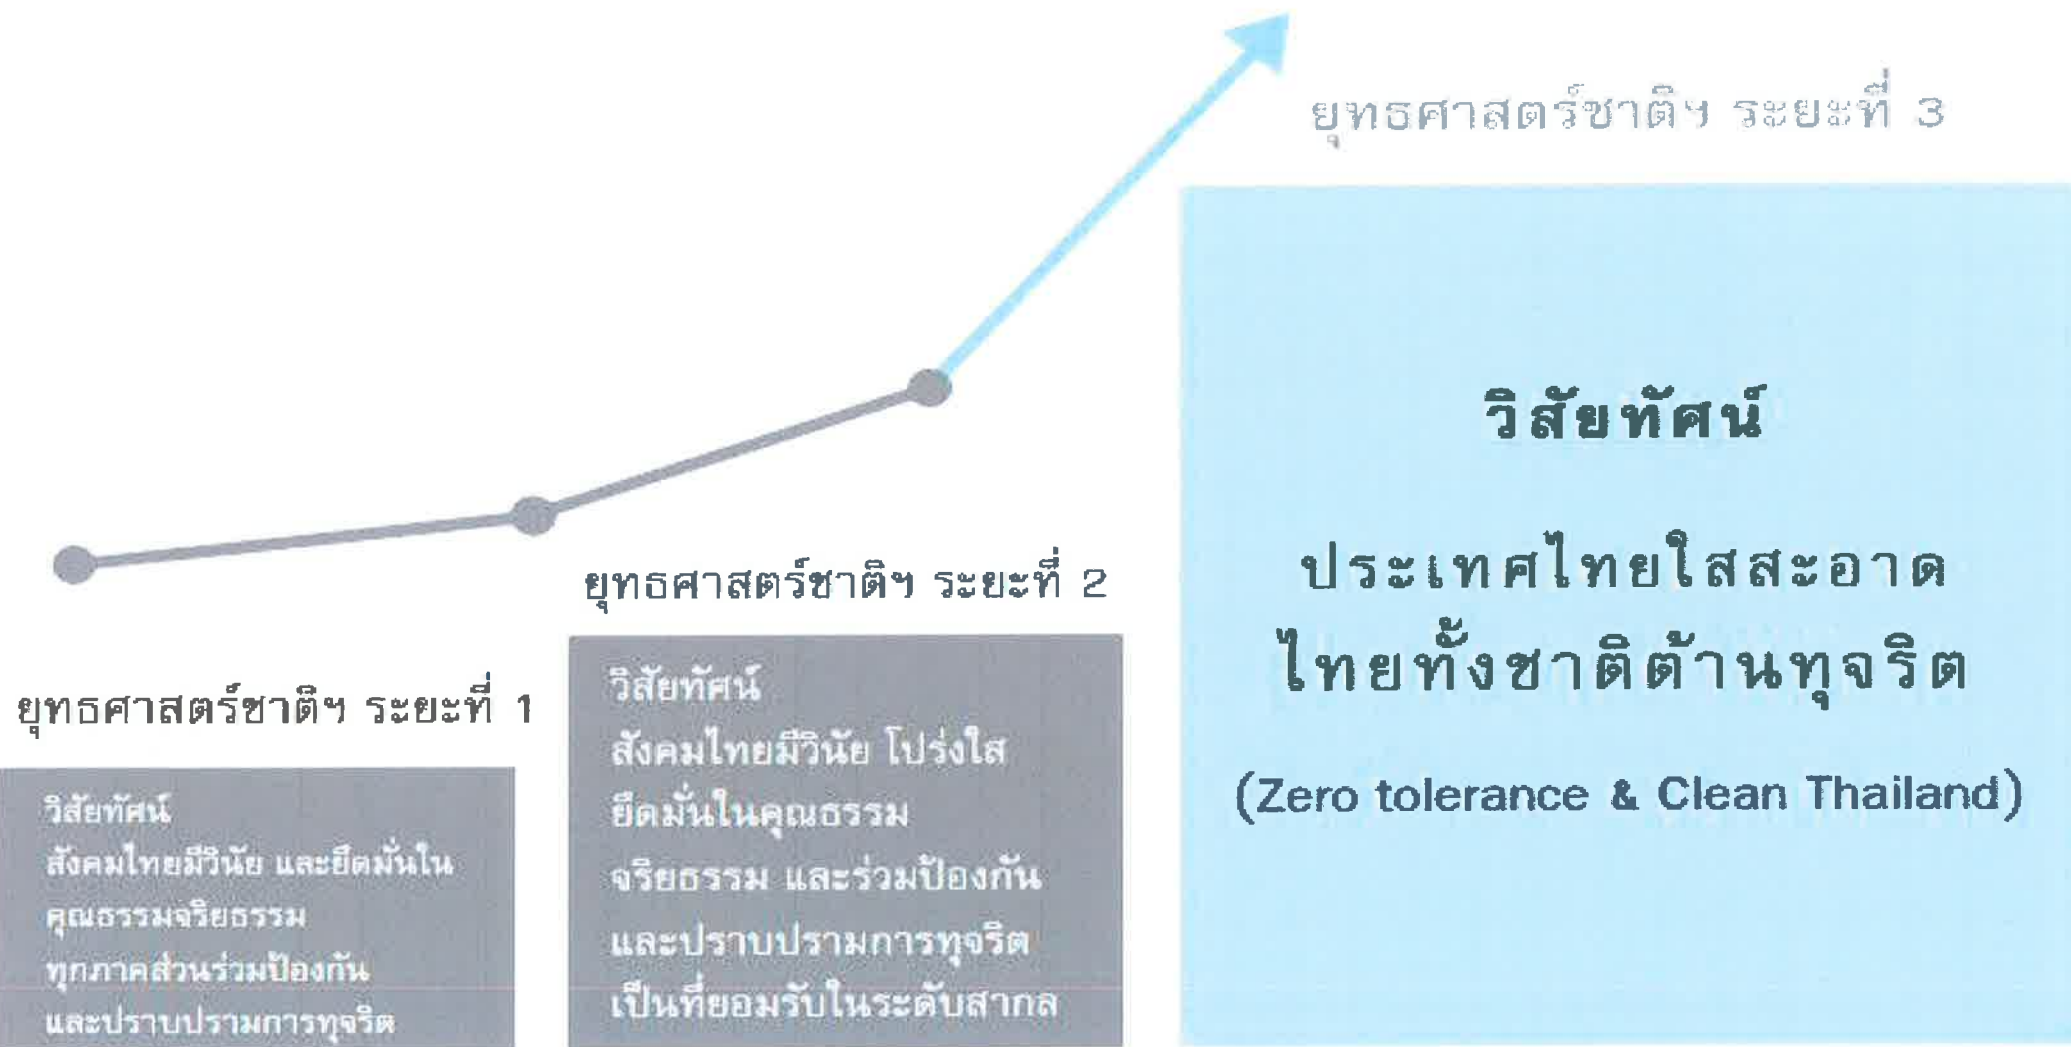 ยุทธศาสตร์ชาติฯ ระยะที่ 1
วิสัยทัศน์
สังคมไทยมีวินัย และยึดมั่นใน
คุณธรรมจริยธรรม
ทุกภาคส่วนร่วมป้องกัน
และปราบปรามการทุจริต
ยุทธศาสตร์ชาติฯ ระยะที่ 2
วิสัยทัศน์
สังคมไทยมีวินัย โปร่งใส
ยึดมั่นในคุณธรรม
จริยธรรม และร่วมป้องกัน
และปราบปรามการทุจริต
เป็นที่ยอมรับในระดับสากล
ยุทธศาสตร์ชาติฯ ระยะที่ 3
วิสัยทัศน์
ประเทศไทยใสสะอาด
ไทยทั้งชาติต้านทุจริต
(Zero tolerance & Clean Thailand)